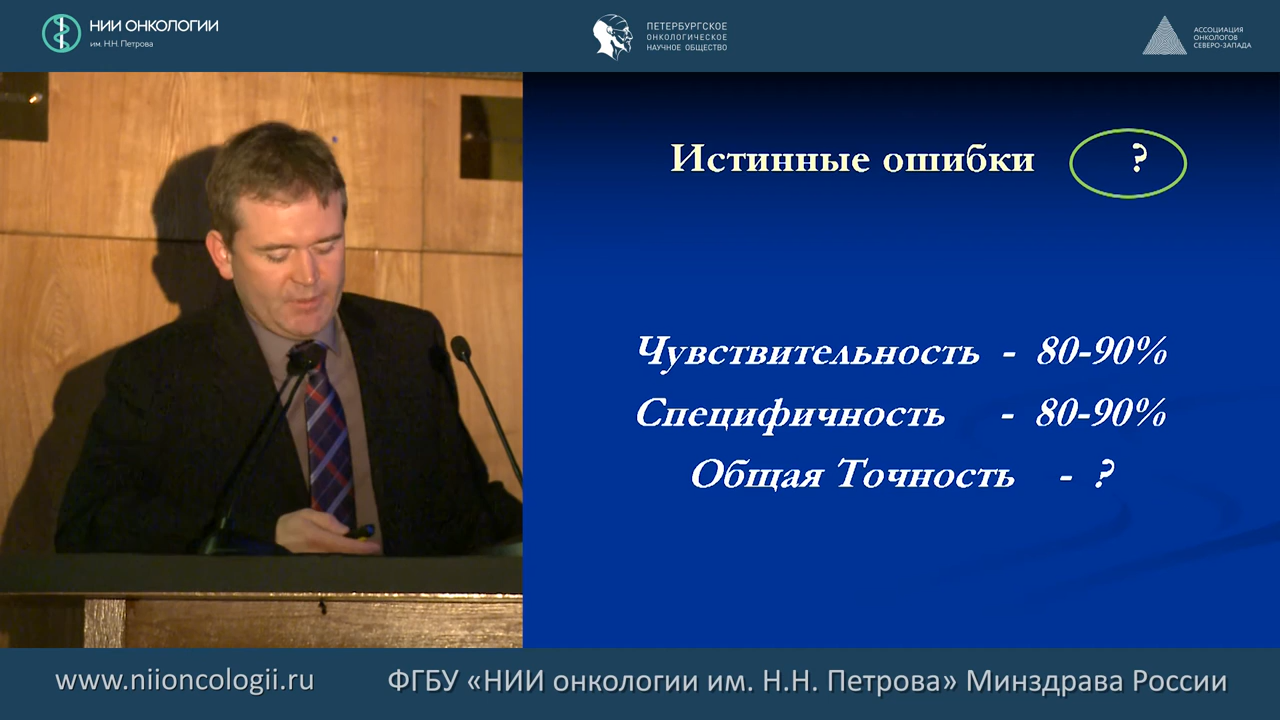 НИИ ОНКОЛОГИИ
им. Н.Н. Петрова
ПЕТЕРБУРГСКОЕ
ОНКОЛОГИЧЕСКОЕ
НАУЧНОЕ ОБЩЕСТВО
АССОЦИАЦИЯ
ОНКОЛОГОВ
СЕВЕРО-ЗАПАДА
Истинные ошибки ?
Чувствительность - 80-90%
Специфичность - 80-90%
Общая Точность - ?
www.niioncologii.ru
ФГБУ «НИИ онкологии им. Н.Н. Петрова» Минздрава России